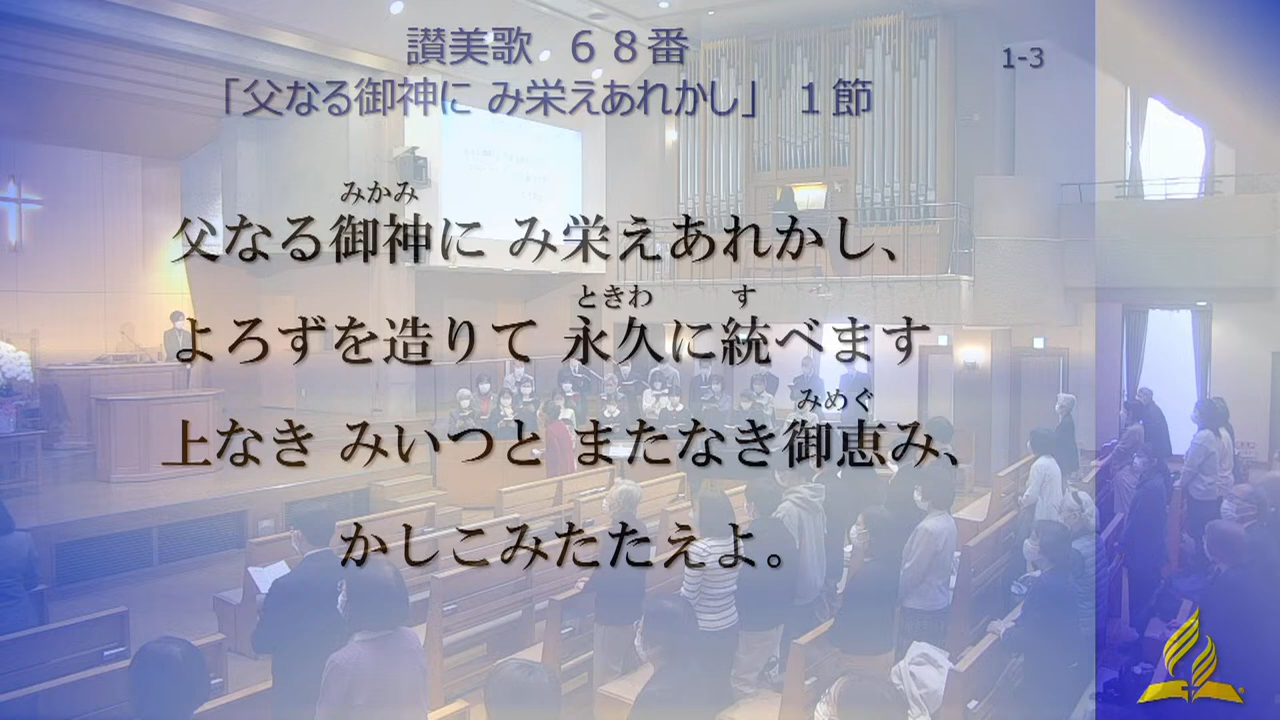 讃美歌　６８番
1-3
「父なる御神に み栄えあれかし」　１節
みかみ
父なる御神に み栄えあれかし、
ときわ　す
よろずを造りて 永久に統べます
みめぐ
上なき みいつと またなき御恵み、
かしこみたたえよ。